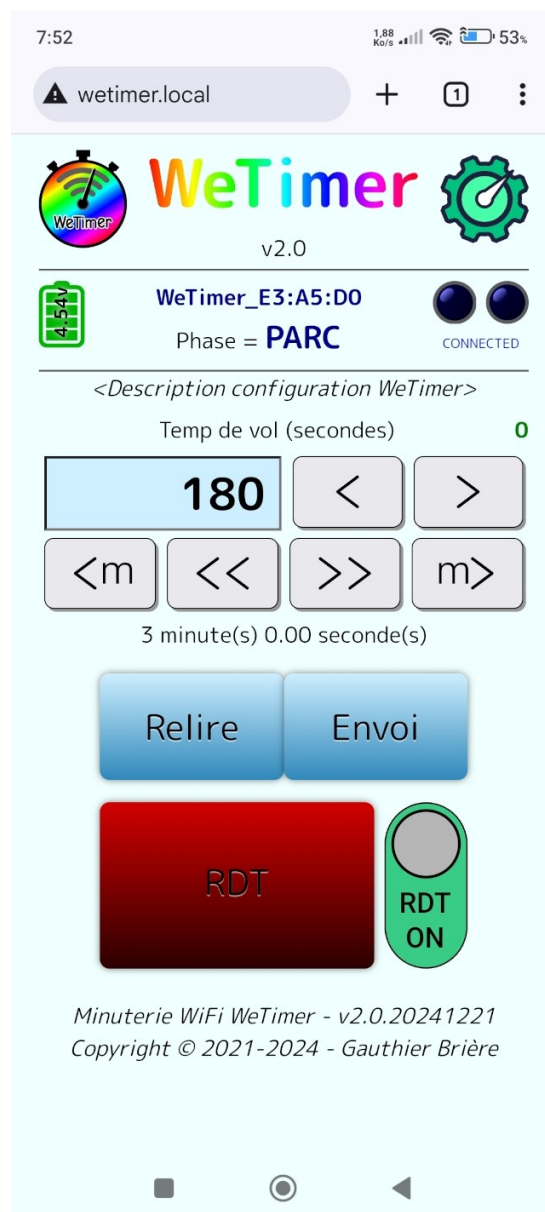 7:52 1,88 Ko/s 53%
wetimer.local 1
WeTimer WeTimer
v2.0
4.54v WeTimer_E3:A5:D0
Phase = PARC CONNECTED
<Description configuration WeTimer>
Temp de vol (secondes) 0
180 < >
<m << >> m>
3 minute(s) 0.00 seconde(s)
Relire Envoi
RDT RDT ON
Minuterie WiFi WeTimer - v2.0.20241221
Copyright © 2021-2024 - Gauthier Brière